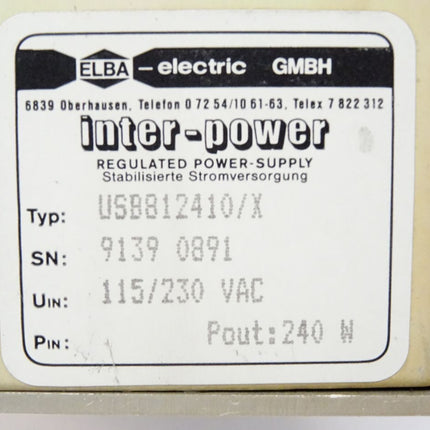 ELBA - electric GMBH
6839 Oberhausen, Telefon 0 72 54/10 61-63, Telex 7 822 312
inter-power
REGULATED POWER-SUPPLY
Stabilisierte Stromversorgung
Typ: USB812410/X
SN: 9139 0891
UIN: 115/230 VAC
PIN: Pout:240 W